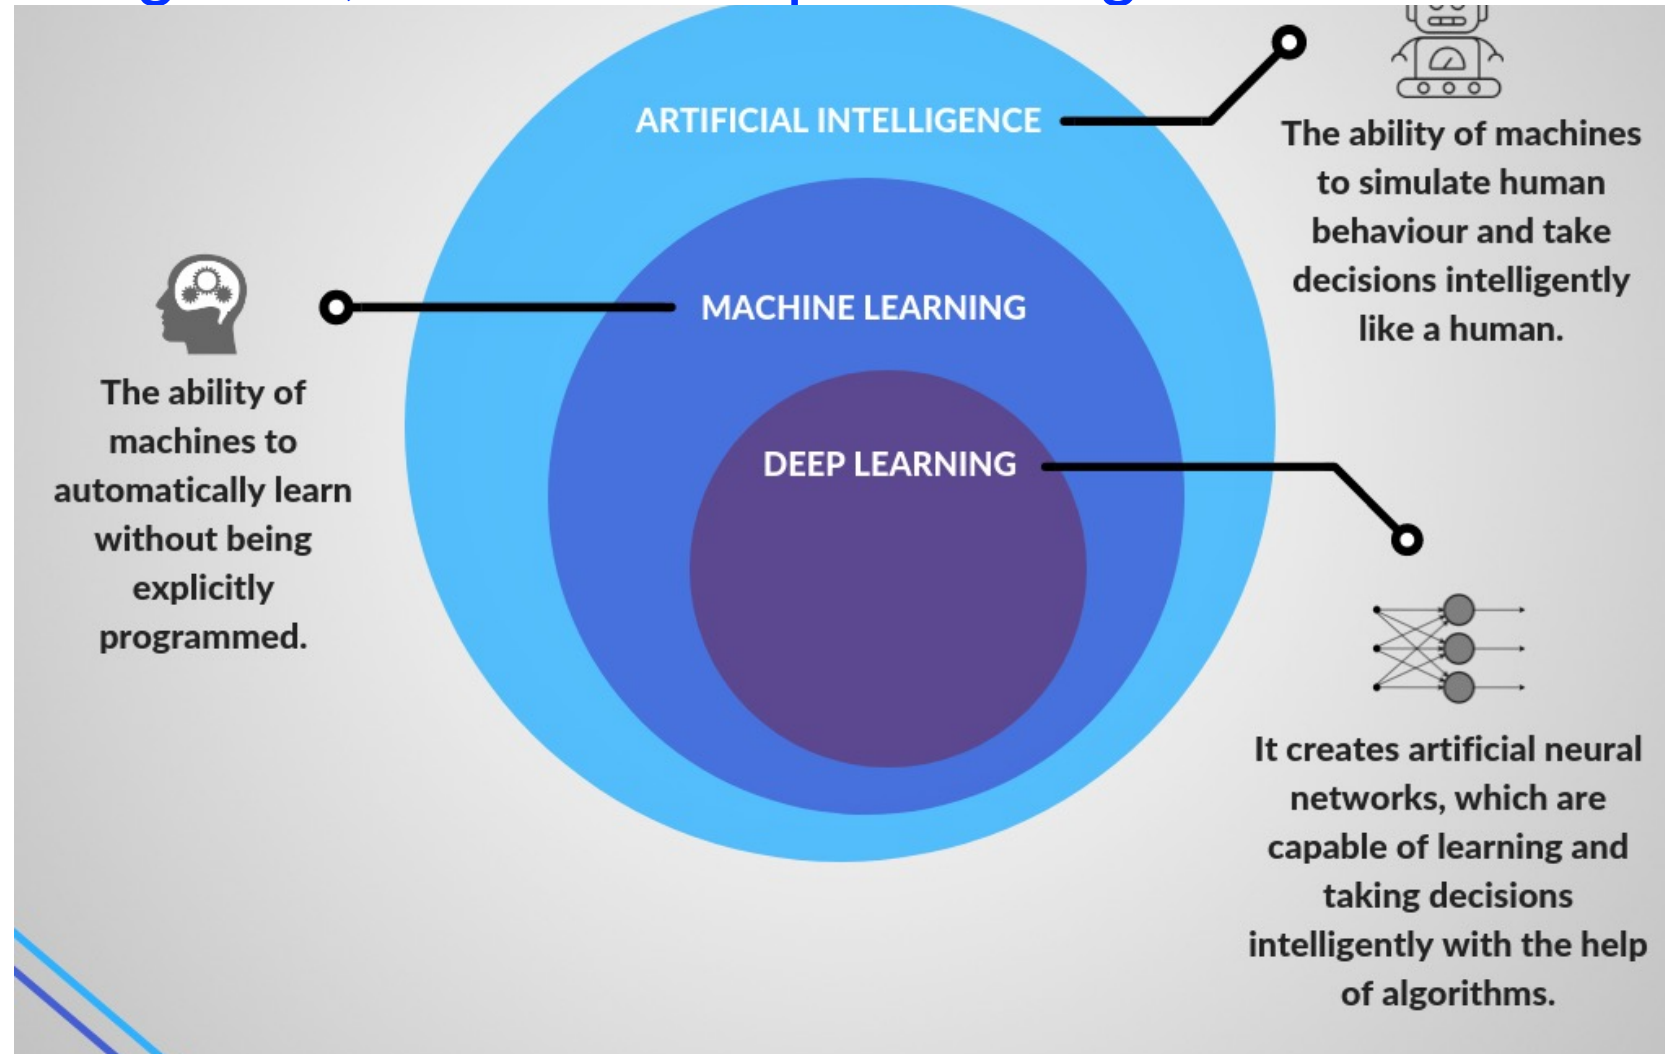 ARTIFICIAL INTELLIGENCE
The ability of machines
to simulate human
behaviour and take
decisions intelligently
like a human.
MACHINE LEARNING
The ability of
machines to
automatically learn
without being
explicitly
programmed.
DEEP LEARNING
It creates artificial neural
networks, which are
capable of learning and
taking decisions
intelligently with the help
of algorithms.